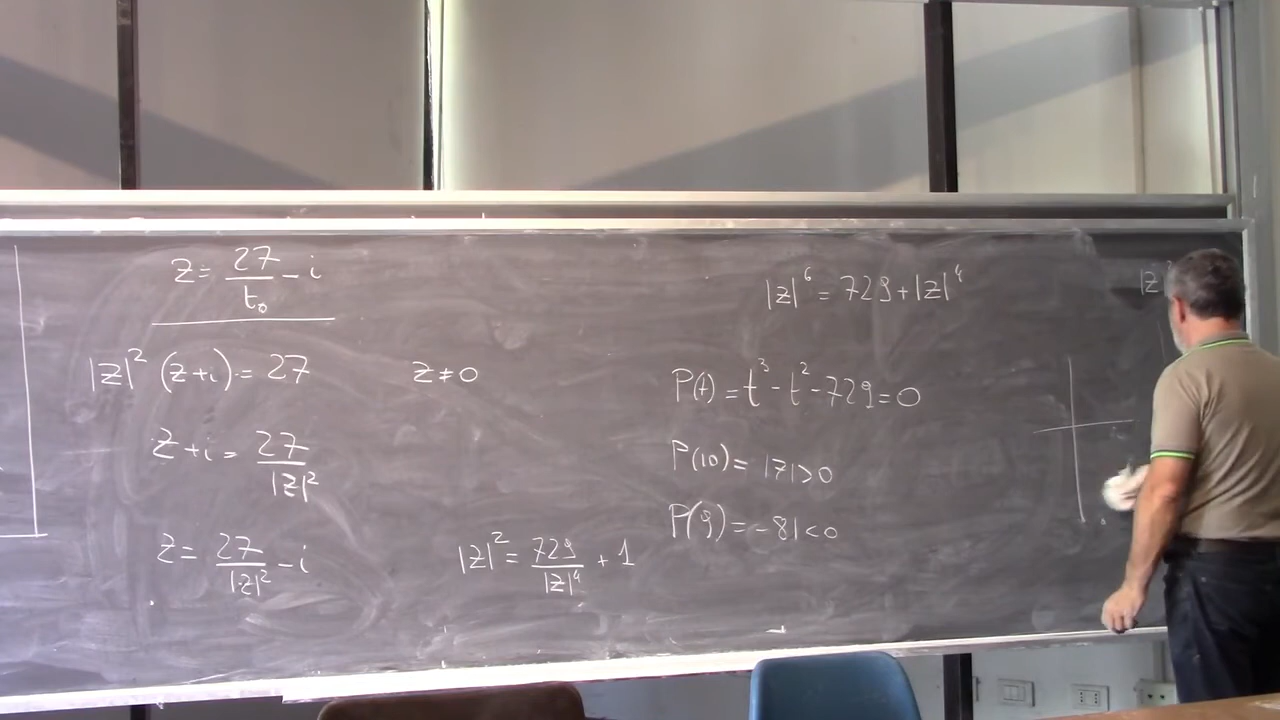 z = 27/t₀ - i
|z|² (z+i) = 27 z ≠ 0
z + i = 27/|z|²
z = 27/|z|² - i |z|² = 729/|z|⁴ + 1
|z|⁶ = 729 + |z|⁴
P(t) = t³ - t² - 729 = 0
P(10) = 171 > 0
P(9) = -81 < 0
|z|